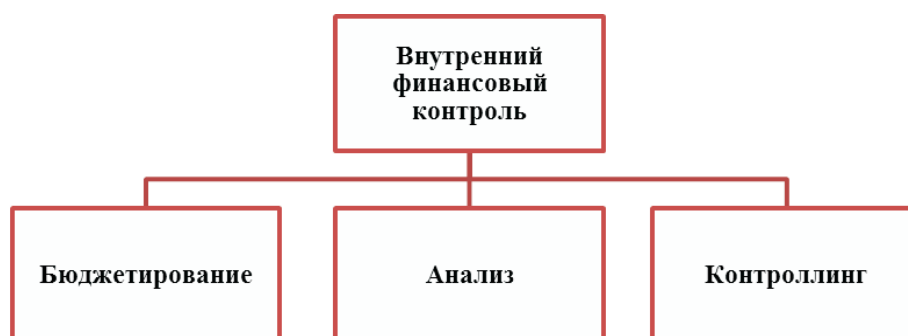 Внутренний
финансовый
контроль
Бюджетирование
Анализ
Контроллинг